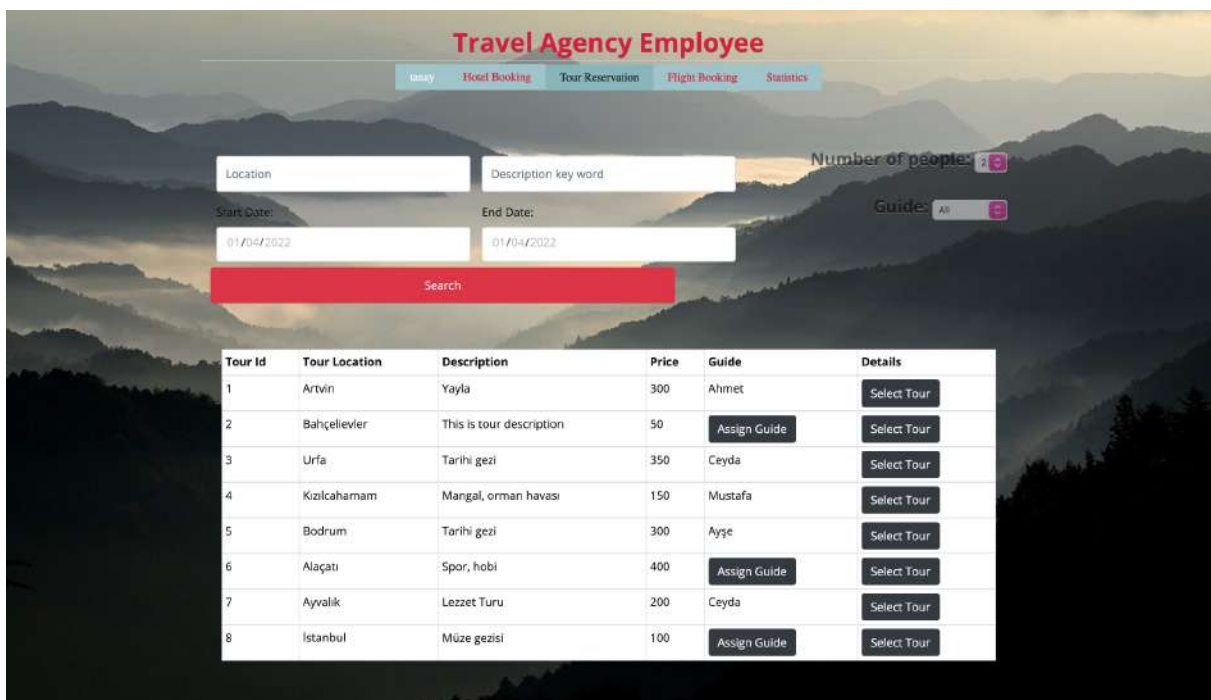 Travel Agency Employee
tanay Hotel Booking Tour Reservation Flight Booking Statistics
Location Description key word Number of people: 2
Start Date: End Date: Guide: All
01/04/2022 01/04/2022
Search
Tour Id Tour Location Description Price Guide Details
1 Artvin Yayla 300 Ahmet Select Tour
2 Bahçelievler This is tour description 50 Assign Guide Select Tour
3 Urfa Tarihi gezi 350 Ceyda Select Tour
4 Kızılcahamam Mangal, orman havası 150 Mustafa Select Tour
5 Bodrum Tarihi gezi 300 Ayşe Select Tour
6 Alaçatı Spor, hobi 400 Assign Guide Select Tour
7 Ayvalık Lezzet Turu 200 Ceyda Select Tour
8 İstanbul Müze gezisi 100 Assign Guide Select Tour